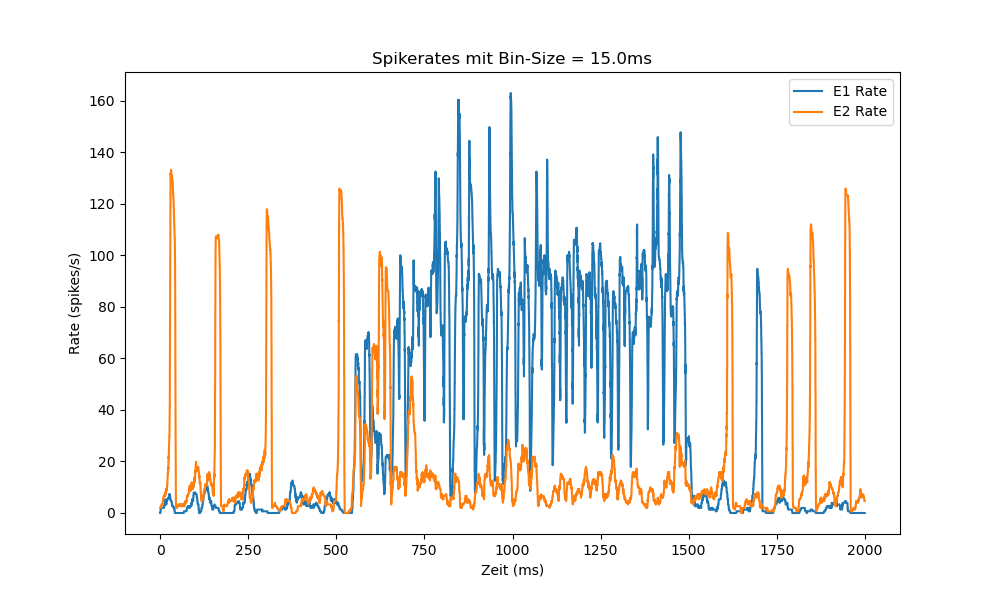 Spikerates mit Bin-Size = 15.0ms
E1 Rate
E2 Rate
Rate (spikes/s)
160
140
120
100
80
60
40
20
0
0 250 500 750 1000 1250 1500 1750 2000
Zeit (ms)